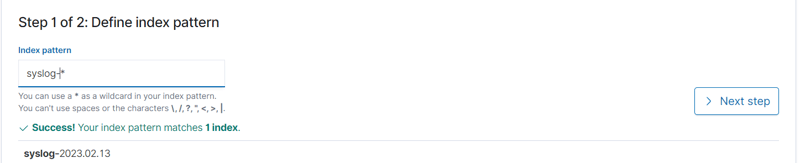 Step 1 of 2: Define index pattern
Index pattern
syslog-*
You can use a * as a wildcard in your index pattern.
You can't use spaces or the characters \, /, ?, ", <, >, |.
Next step
Success! Your index pattern matches 1 index.
syslog-2023.02.13